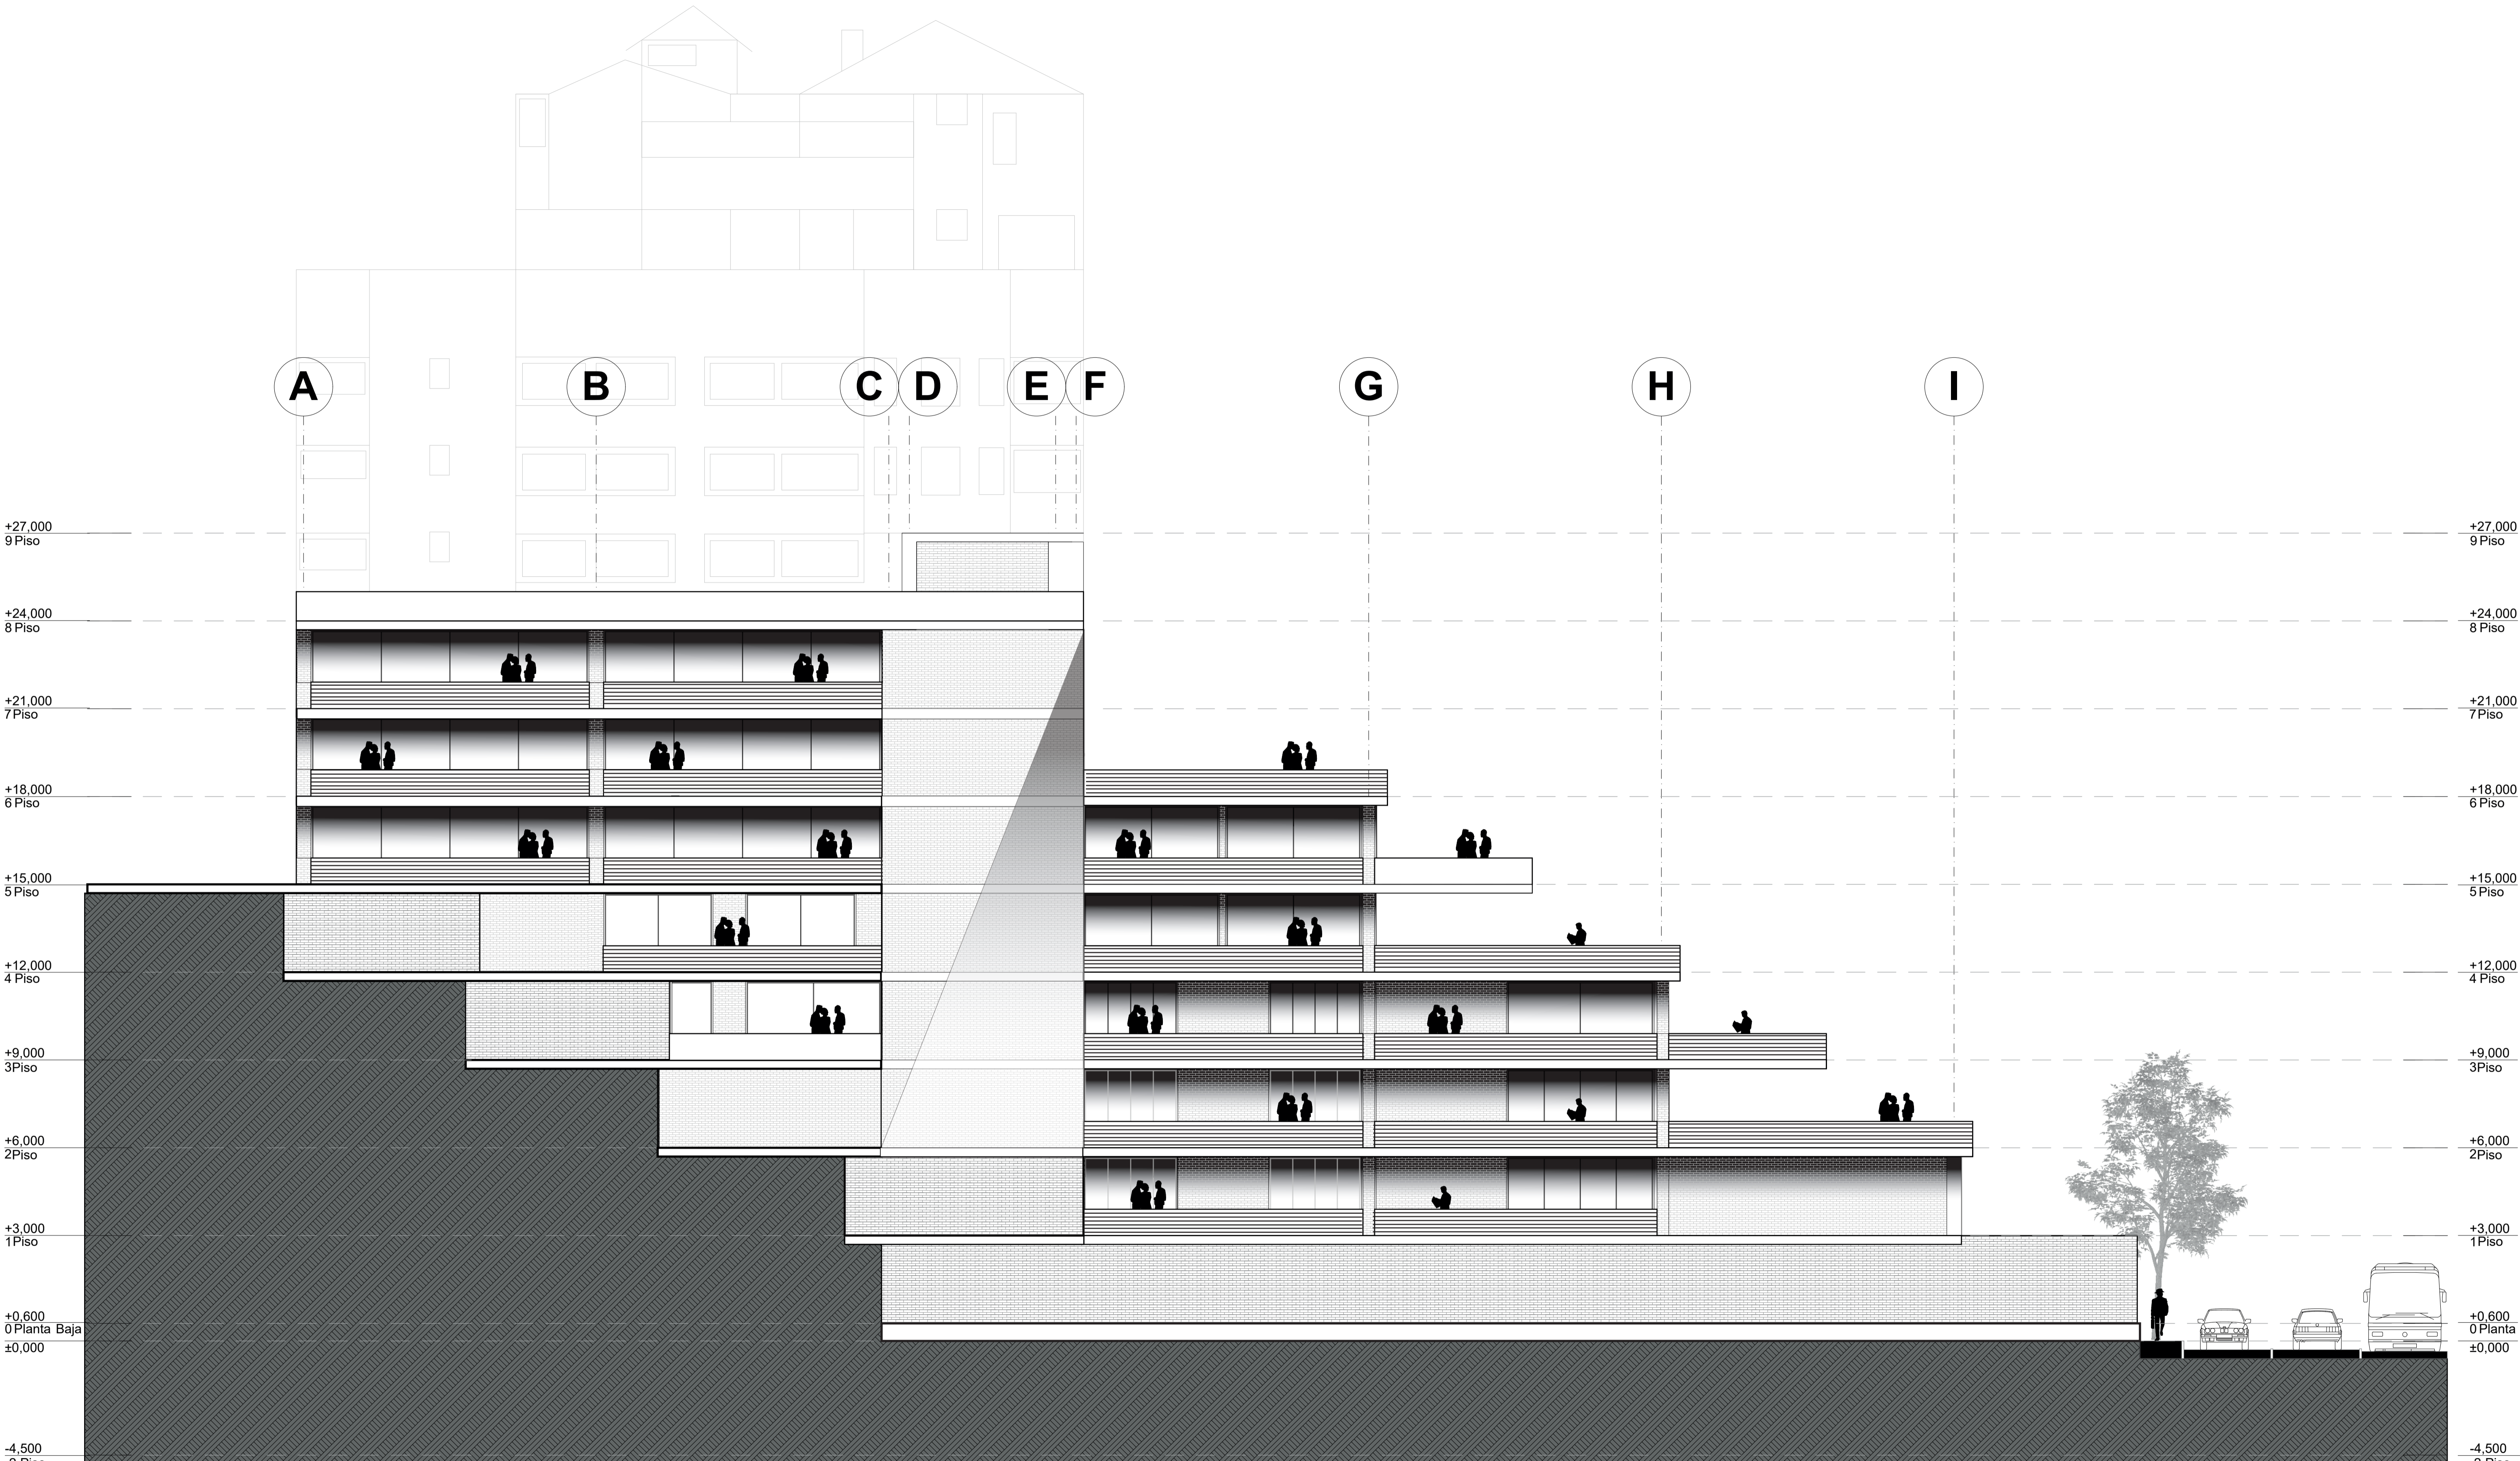 A B C D E F G H I
+27,000 +27,000
9 Piso 9 Piso
+24,000 +24,000
8 Piso 8 Piso
+21,000 +21,000
7 Piso 7 Piso
+18,000 +18,000
6 Piso 6 Piso
+15,000 +15,000
5 Piso 5 Piso
+12,000 +12,000
4 Piso 4 Piso
+9,000 +9,000
3 Piso 3 Piso
+6,000 +6,000
2 Piso 2 Piso
+3,000 +3,000
1 Piso 1 Piso
+0,600 +0,600
0 Planta Baja 0 Planta
±0,000 ±0,000
-4,500 -4,500